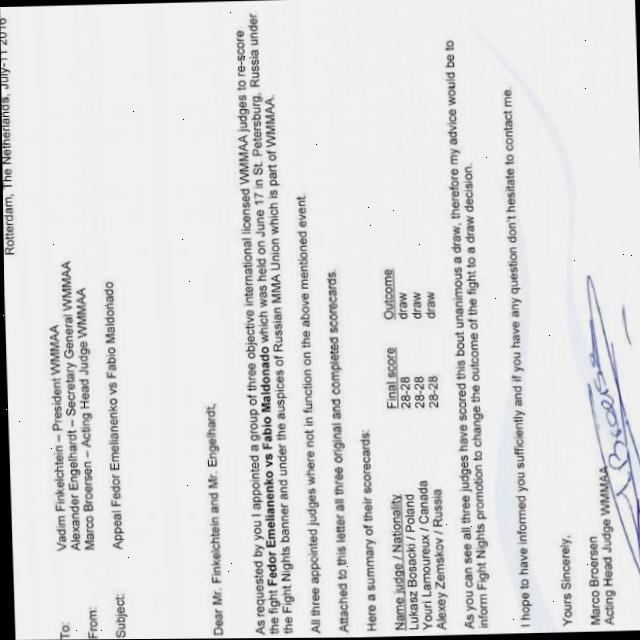 Rotterdam, The Netherlands, July-11 2016
To: Vadim Finkelchtein – President WMMAA
Alexander Engelhardt – Secretary General WMMAA
From: Marco Broersen – Acting Head Judge WMMAA
Subject: Appeal Fedor Emelianenko vs Fabio Maldonado
Dear Mr. Finkelchtein and Mr. Engelhardt,
As requested by you I appointed a group of three objective international licensed WMMAA judges to re-score
the fight Fedor Emelianenko vs Fabio Maldonado which was held on June 17 in St. Petersburg, Russia under
the Fight Nights banner and under the auspices of Russian MMA Union which is part of WMMAA.
All three appointed judges where not in function on the above mentioned event.
Attached to this letter all three original and completed scorecards.
Here a summary of their scorecards:
Name judge / Nationality Final score Outcome
Lukasz Bosacki / Poland 28-28 draw
Youri Lamoureux / Canada 28-28 draw
Alexey Zemskov / Russia 28-28 draw
As you can see all three judges have scored this bout unanimous a draw, therefore my advice would be to
inform Fight Nights promotion to change the outcome of the fight to a draw decision.
I hope to have informed you sufficiently and if you have any question don't hesitate to contact me.
Yours Sincerely,
Marco Broersen
Acting Head Judge WMMAA